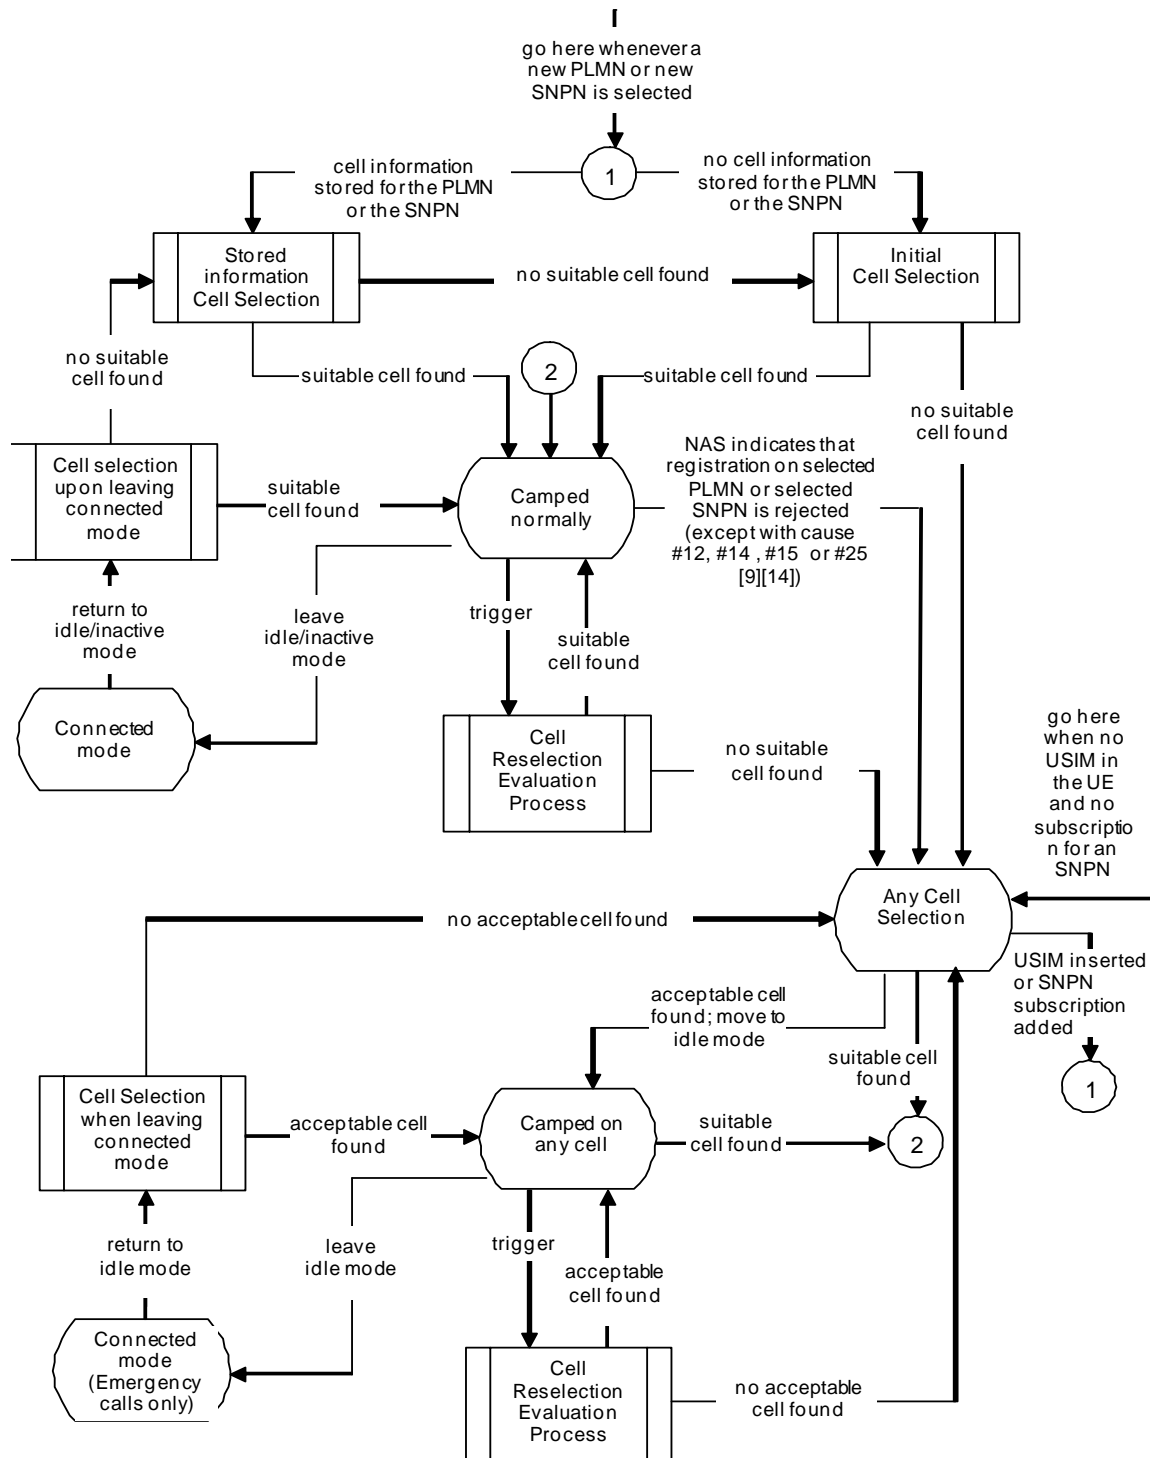 go here whenever a
new PLMN or new
SNPN is selected
1
cell information
stored for the PLMN
or the SNPN
no cell information
stored for the PLMN
or the SNPN
Stored
information
Cell Selection
no suitable cell found
Initial
Cell Selection
no suitable
cell found
suitable cell found
2
suitable cell found
no suitable
cell found
Cell selection
upon leaving
connected
mode
suitable
cell found
Camped
normally
NAS indicates that
registration on selected
PLMN or selected
SNPN is rejected
(except with cause
#12, #14 , #15 or #25
[9][14])
return to
idle/inactive
mode
leave
idle/inactive
mode
trigger
suitable
cell found
Connected
mode
Cell
Reselection
Evaluation
Process
no suitable
cell found
go here
when no
USIM in
the UE
and no
subscriptio
n for an
SNPN
Any Cell
Selection
no acceptable cell found
USIM inserted
or SNPN
subscription
added
1
acceptable cell
found; move to
idle mode
suitable cell
found
Cell Selection
when leaving
connected
mode
acceptable cell
found
Camped on
any cell
suitable
cell found
2
return to
idle mode
leave
idle mode
trigger
acceptable
cell found
Connected
mode
(Emergency
calls only)
Cell
Reselection
Evaluation
Process
no acceptable
cell found